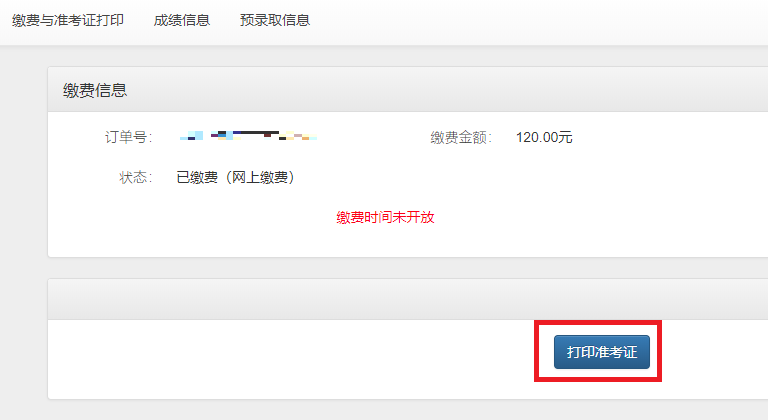 缴费与准考证打印 成绩信息 预录取信息
缴费信息
订单号: 缴费金额: 120.00元
状态: 已缴费（网上缴费）
缴费时间未开放
打印准考证